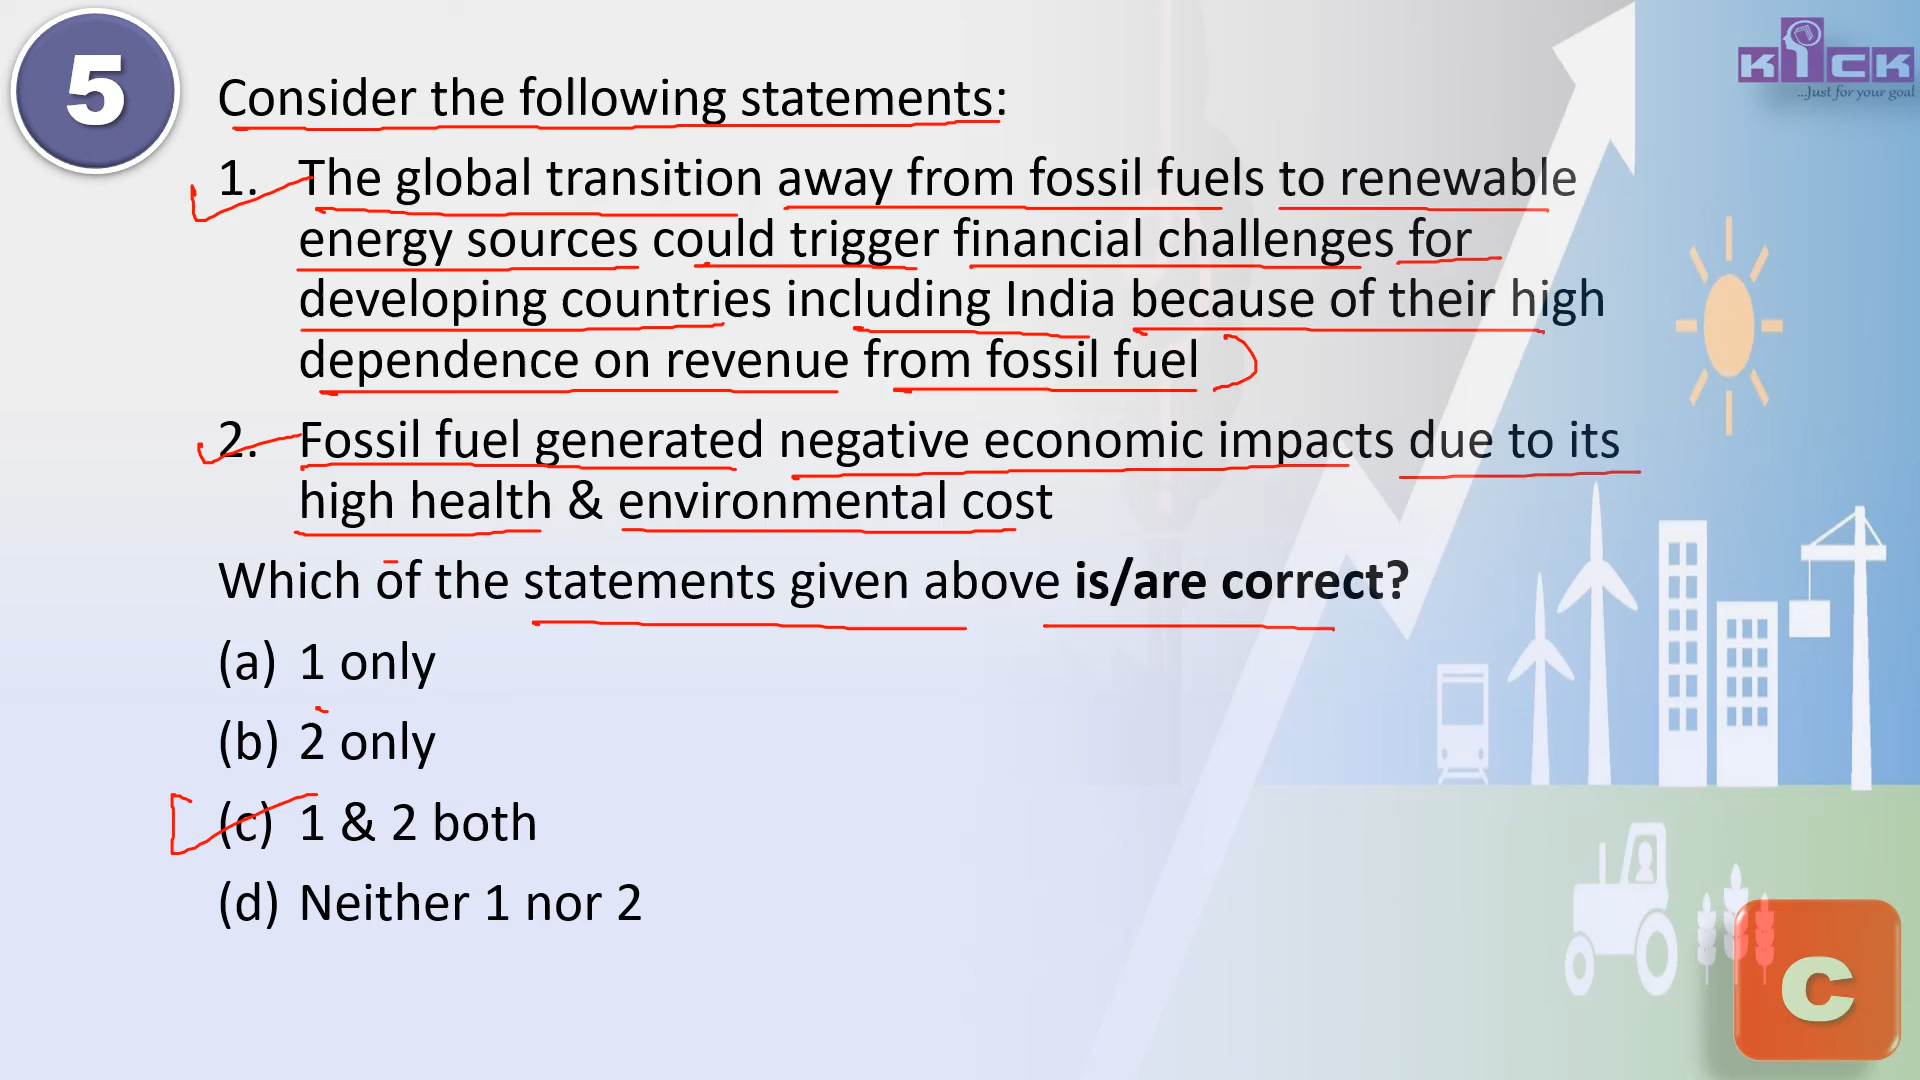 5
KICK
...Just for your goal
Consider the following statements:
1. The global transition away from fossil fuels to renewable
energy sources could trigger financial challenges for
developing countries including India because of their high
dependence on revenue from fossil fuel
2. Fossil fuel generated negative economic impacts due to its
high health & environmental cost
Which of the statements given above is/are correct?
(a) 1 only
(b) 2 only
(c) 1 & 2 both
(d) Neither 1 nor 2
C